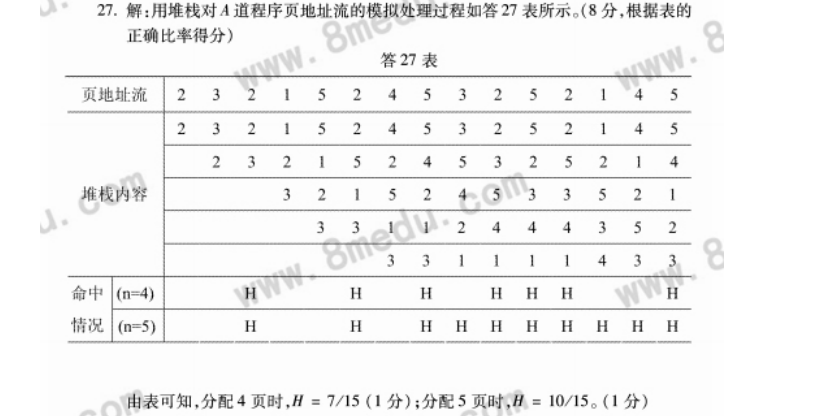 27. 解:用堆栈对 A 道程序页地址流的模拟处理过程如答 27 表所示。(8 分,根据表的
正确比率得分)
答 27 表
页地址流 2 3 2 1 5 2 4 5 3 2 5 2 1 4 5
2 3 2 1 5 2 4 5 3 2 5 2 1 4 5
2 3 2 1 5 2 4 5 3 2 5 2 1 4
堆栈内容 3 2 1 5 2 4 5 3 3 5 2 1
3 3 1 1 2 4 4 4 3 5 2
3 3 1 1 1 1 4 3 3
命中 (n=4) H H H H H H H
情况 (n=5) H H H H H H H H H H
由表可知,分配 4 页时,H = 7/15 (1 分);分配 5 页时,H = 10/15。(1 分)
www.8medu.com